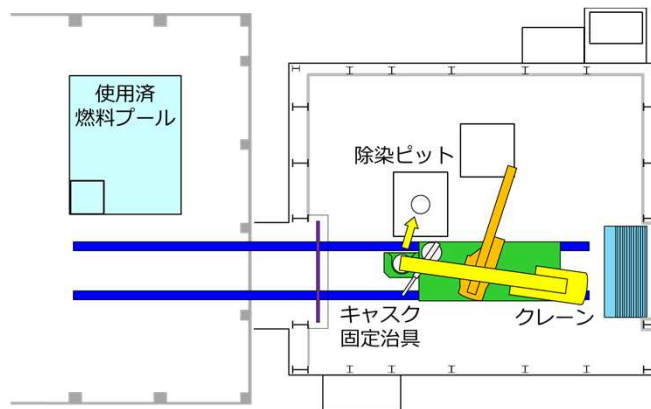 使用済
燃料プール
除染ピット
キャスク
固定治具
クレーン